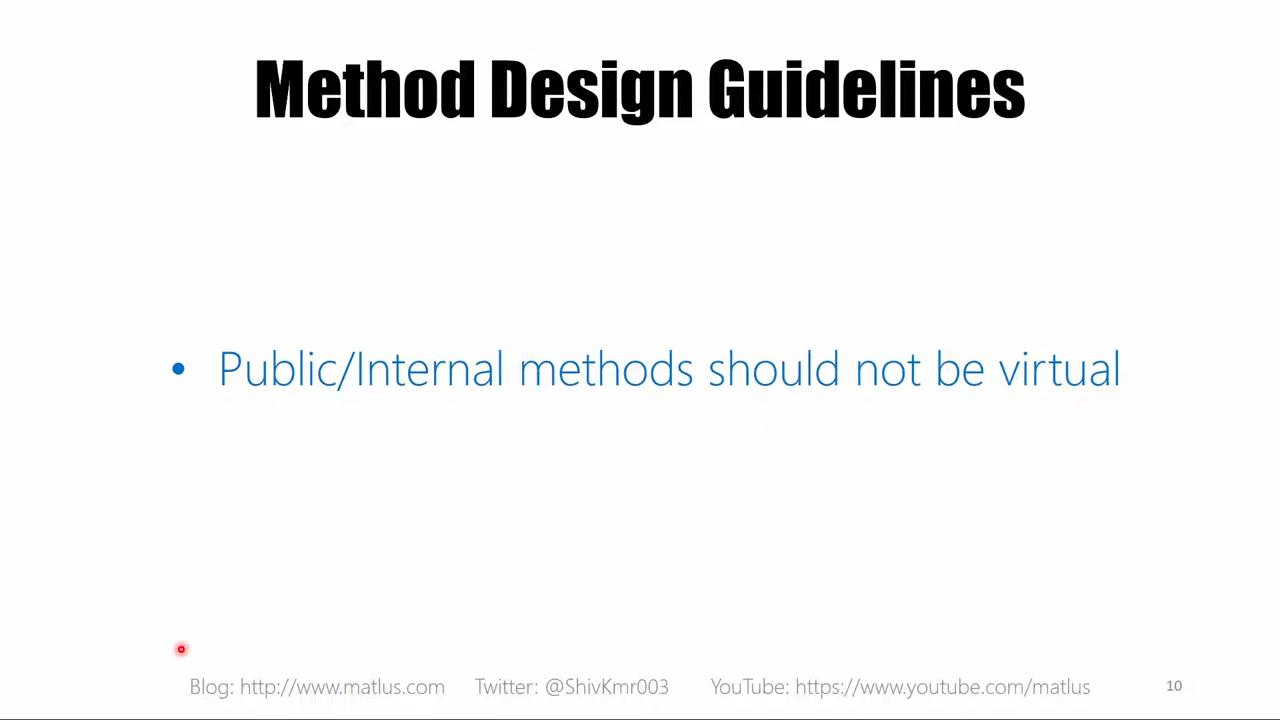 Method Design Guidelines
• Public/Internal methods should not be virtual
Blog: http://www.matlus.com Twitter: @ShivKmr003 YouTube: https://www.youtube.com/matlus 10